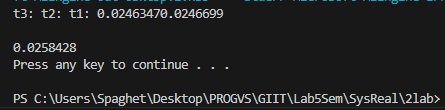 t3: t2: t1: 0.02463470.0246699
0.0258428
Press any key to continue . . .
PS C:\Users\Spaghet\Desktop\PROGVS\GIIT\Lab5Sem\SysReal\2lab>